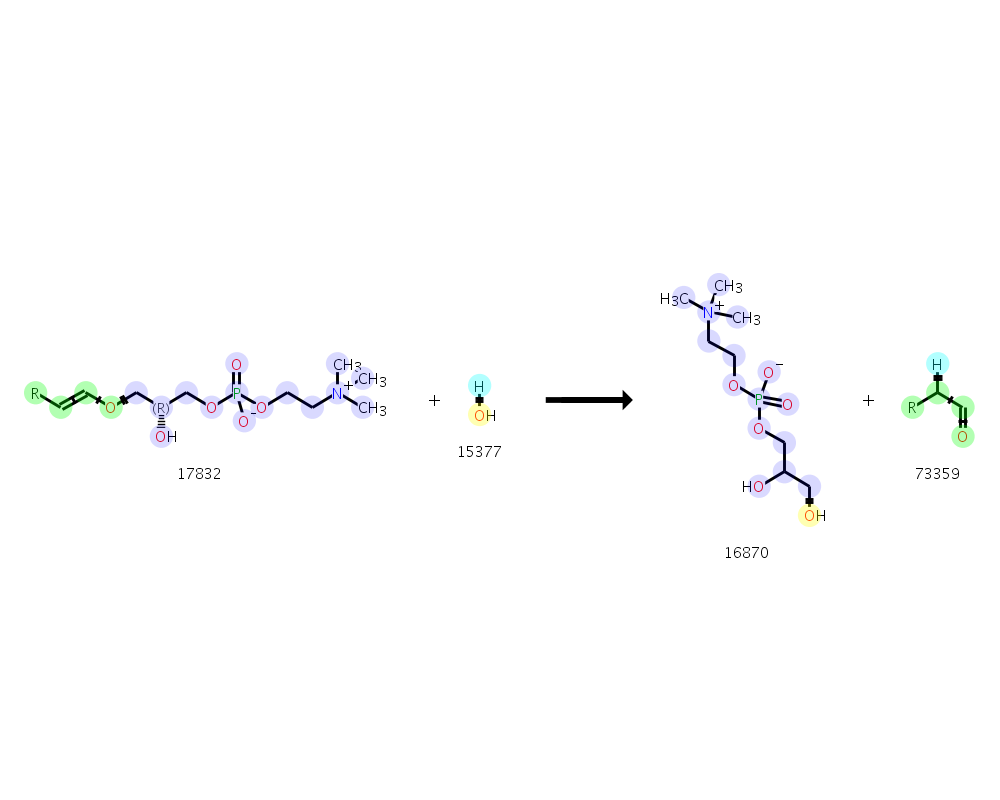 H₃C
CH₃
N⁺
CH₃
O
CH₃
O⁻
H
H
N⁺
CH₃
R
O
P
O
O
P
O
R
O
(R)
O
O
CH₃
+
O⁻
OH
+
O
O
OH
15377
HO
73359
17832
OH
16870